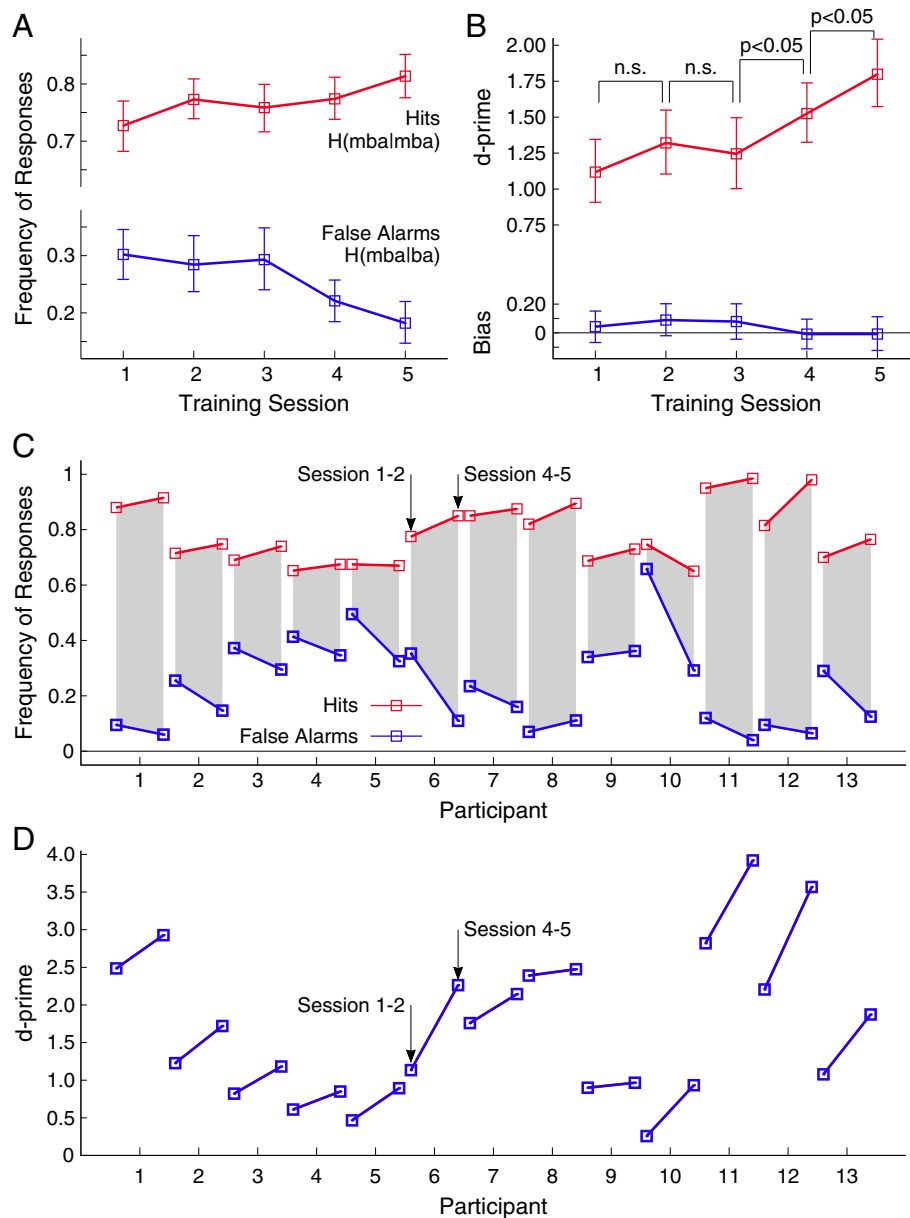 A
Frequency of Responses
0.8
0.7
0.3
0.2
Hits
H(mba|mba)
False Alarms
H(mba|ba)
1 2 3 4 5
Training Session
B
d-prime
Bias
2.00
1.75
1.50
1.25
1.00
0.75
0.20
0
n.s.
n.s.
p<0.05
p<0.05
1 2 3 4 5
Training Session
C
Frequency of Responses
1
0.8
0.6
0.4
0.2
0
Session 1-2
Session 4-5
Hits
False Alarms
1 2 3 4 5 6 7 8 9 10 11 12 13
Participant
D
d-prime
4.0
3.5
3.0
2.5
2.0
1.5
1.0
0.5
0
Session 4-5
Session 1-2
1 2 3 4 5 6 7 8 9 10 11 12 13
Participant